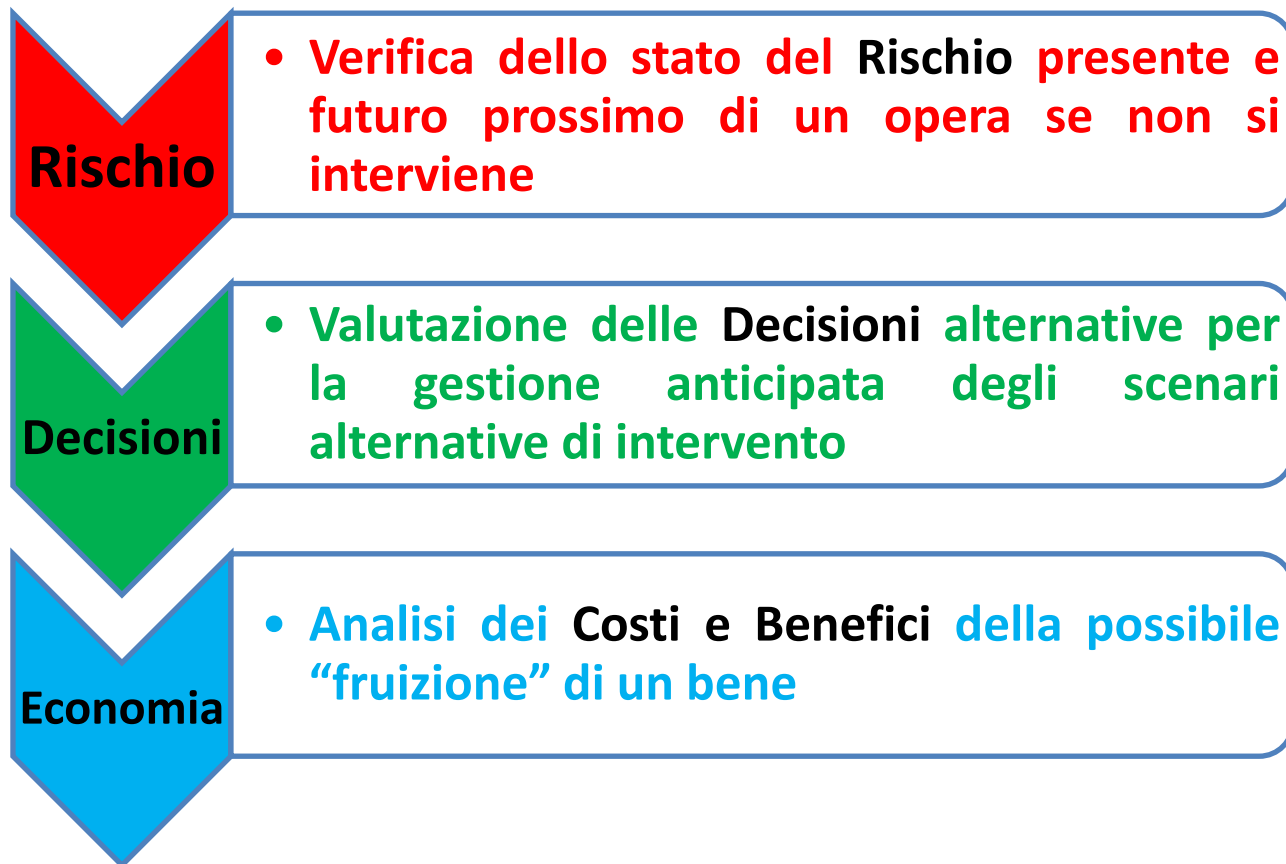 Rischio
• Verifica dello stato del Rischio presente e
futuro prossimo di un opera se non si
interviene
Decisioni
• Valutazione delle Decisioni alternative per
la gestione anticipata degli scenari
alternative di intervento
Economia
• Analisi dei Costi e Benefici della possibile
“fruizione” di un bene